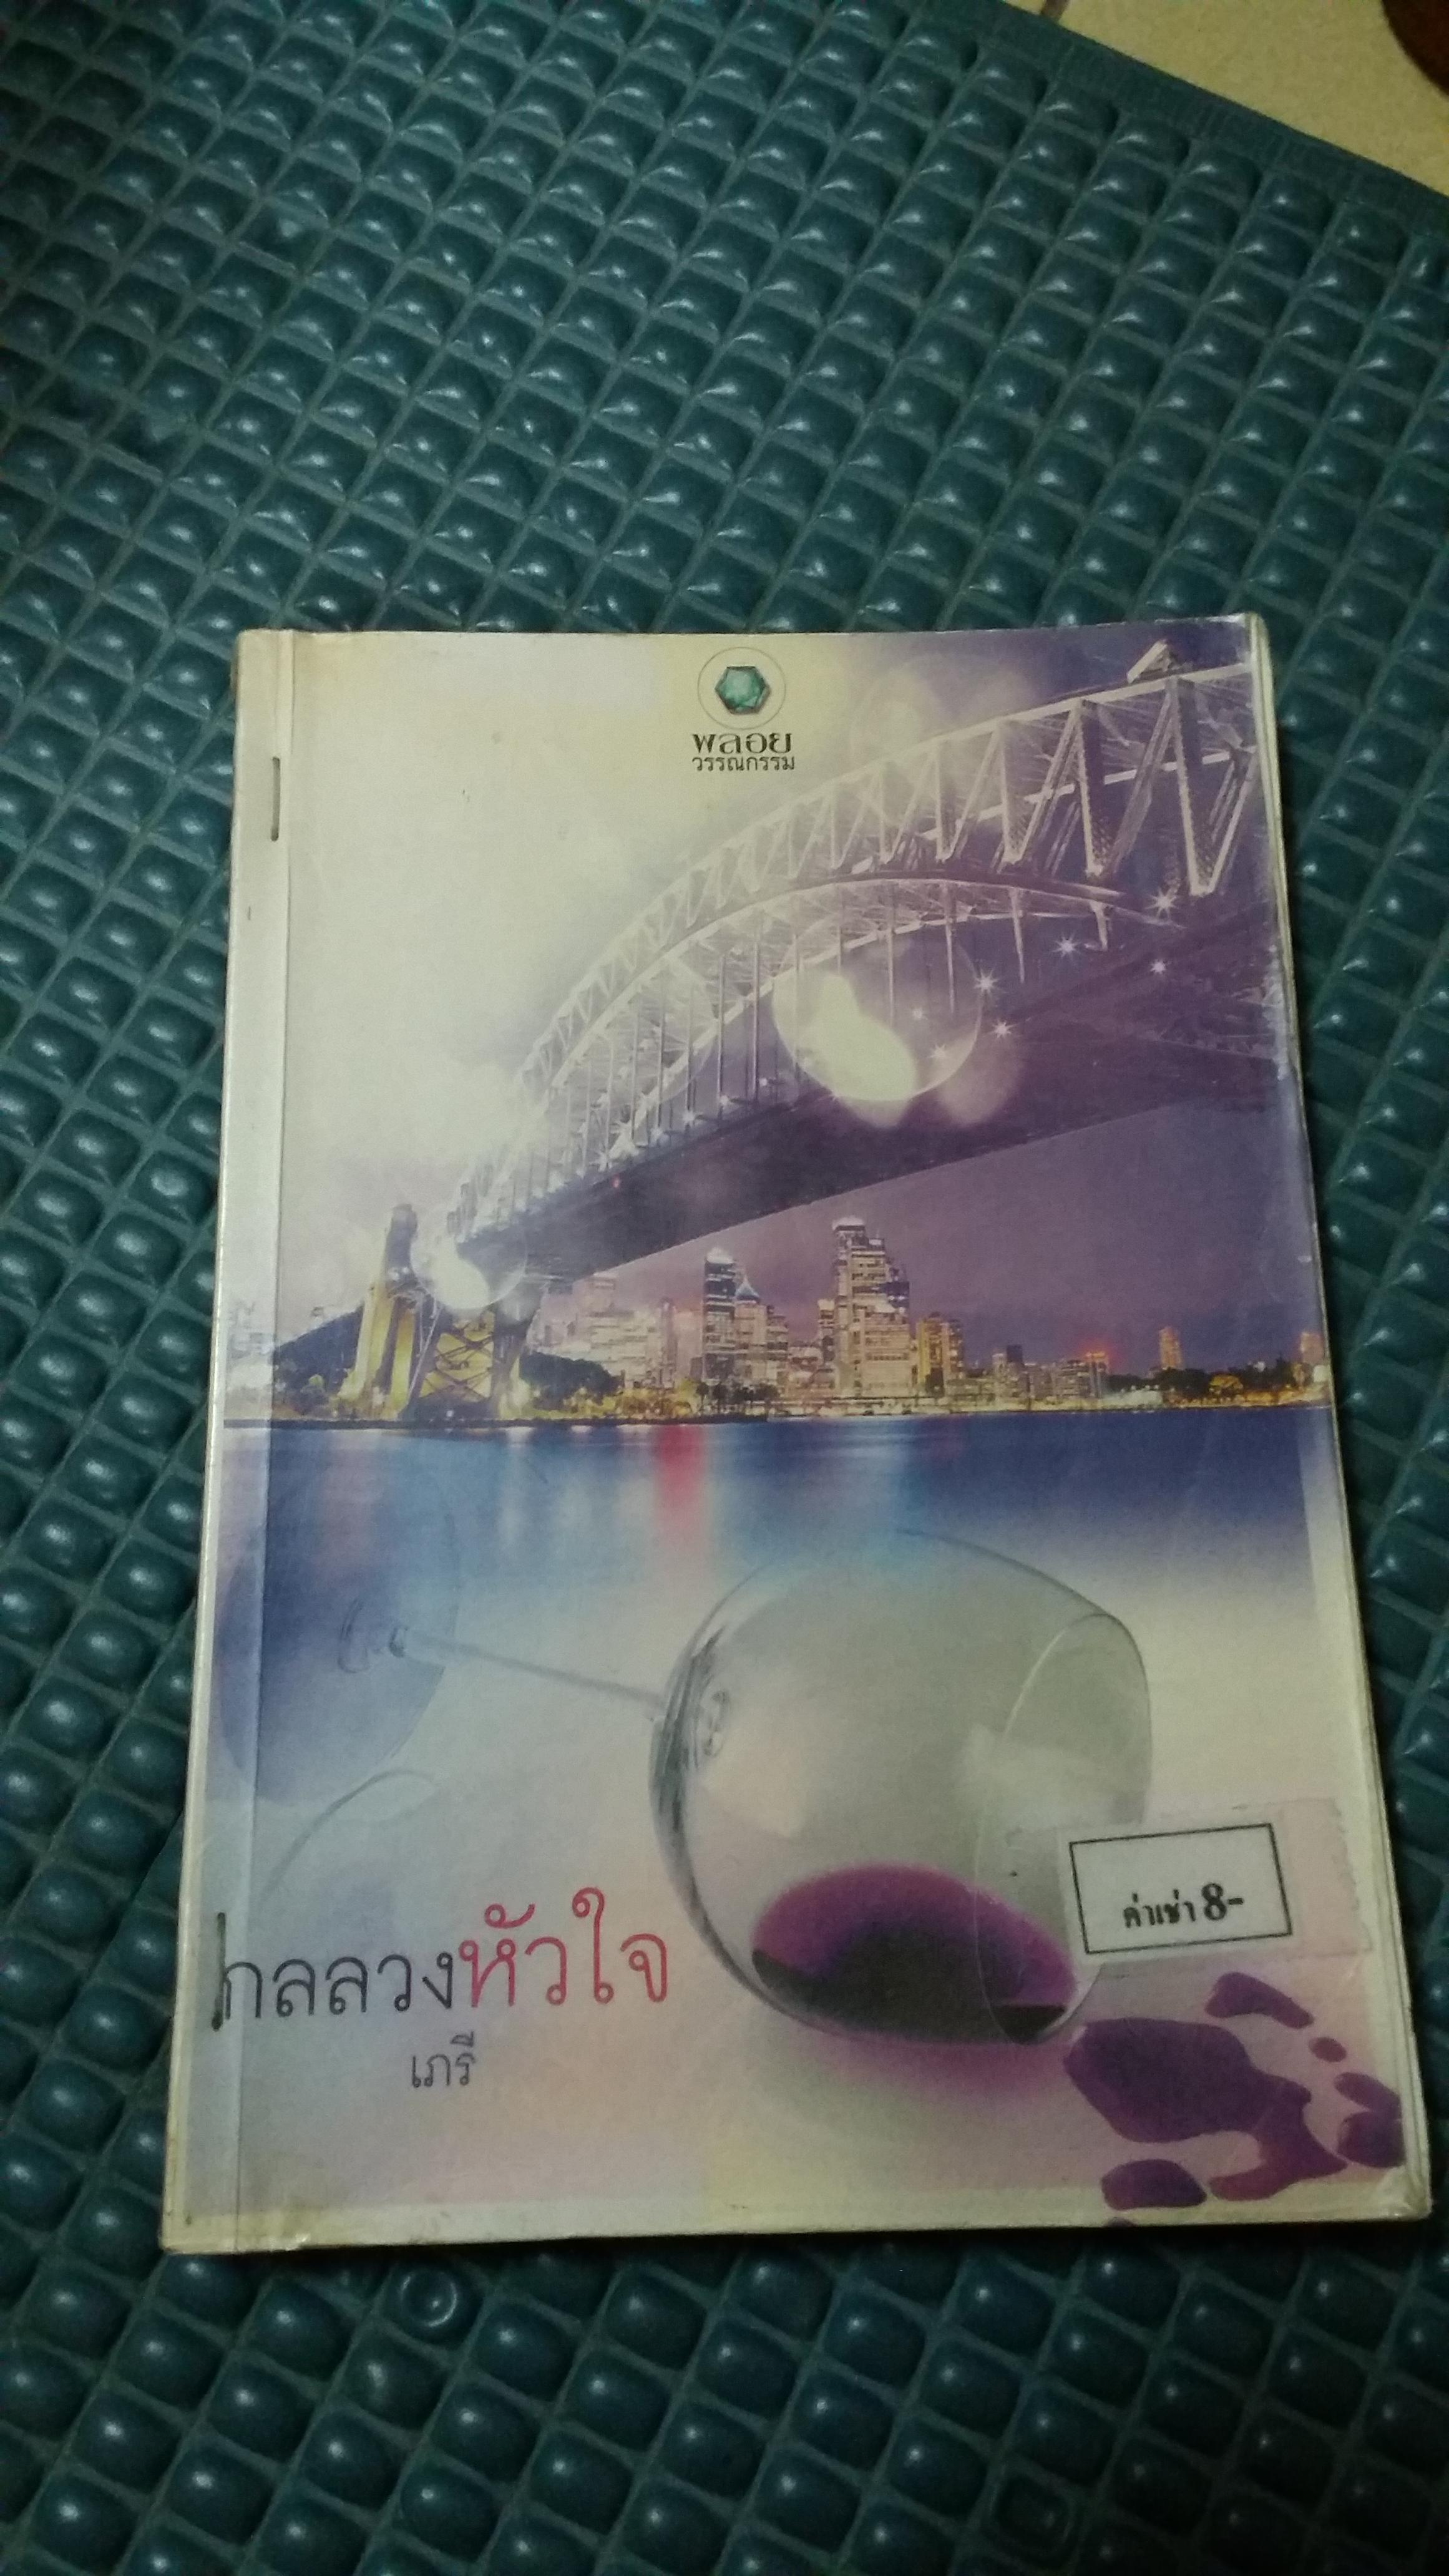 พลอย
วรรณกรรม
ค่าเช่า 8-
กลลวงหัวใจ
เภรี